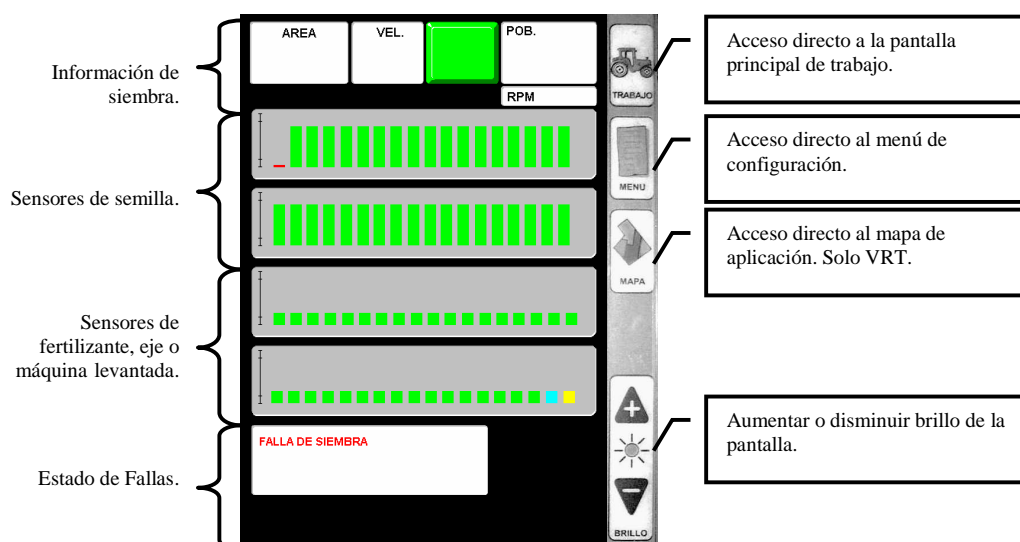 Información de
siembra.
Sensores de semilla.
Sensores de
fertilizante, eje o
máquina levantada.
Estado de Fallas.
AREA
VEL.
POB.
RPM
FALLA DE SIEMBRA
TRABAJO
MENU
MAPA
BRILLO
Acceso directo a la pantalla
principal de trabajo.
Acceso directo al menú de
configuración.
Acceso directo al mapa de
aplicación. Solo VRT.
Aumentar o disminuir brillo de la
pantalla.